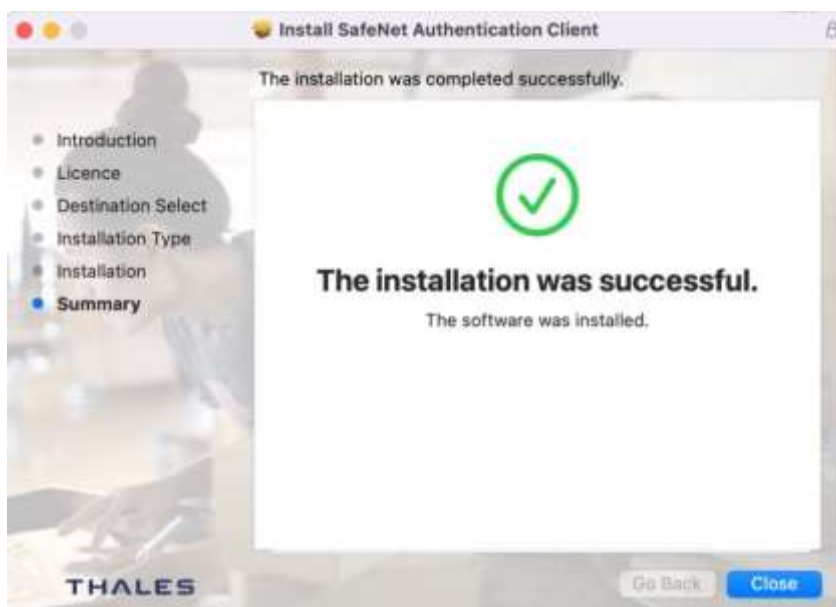 Install SafeNet Authentication Client
The installation was completed successfully.
Introduction
Licence
Destination Select
Installation Type
Installation
Summary
The installation was successful.
The software was installed.
THALES
Go Back
Close